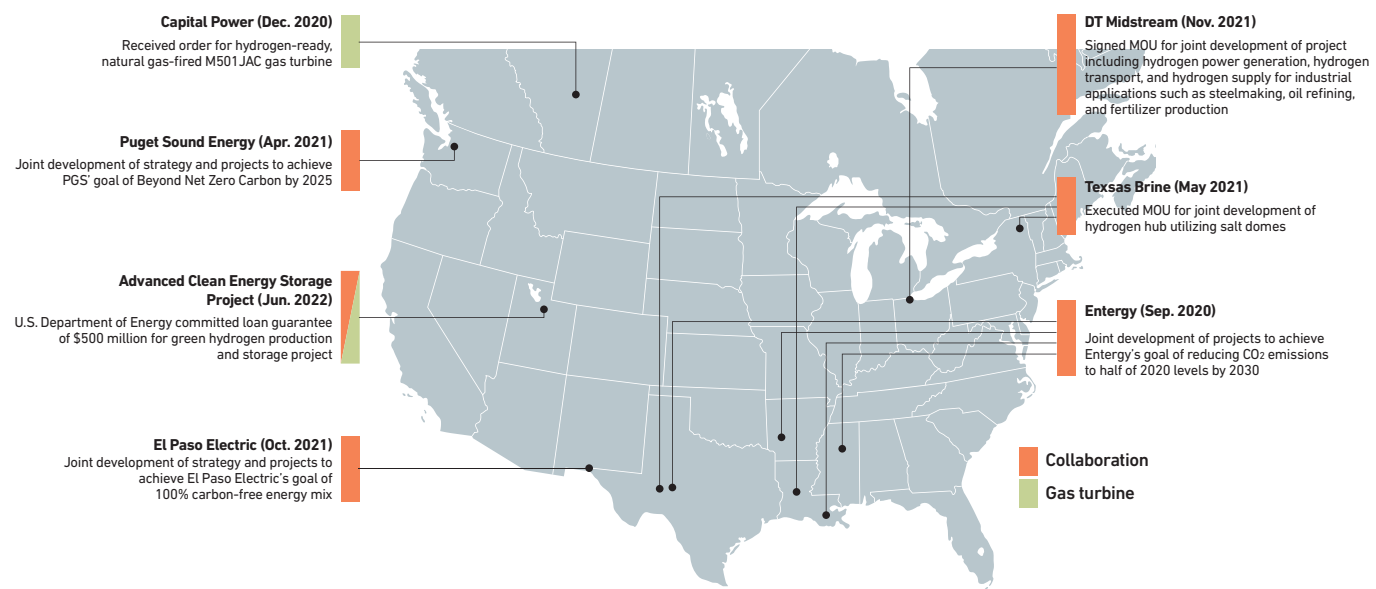 Capital Power (Dec. 2020)
Received order for hydrogen-ready,
natural gas-fired M501JAC gas turbine
Puget Sound Energy (Apr. 2021)
Joint development of strategy and projects to achieve
PGS' goal of Beyond Net Zero Carbon by 2025
Advanced Clean Energy Storage
Project (Jun. 2022)
U.S. Department of Energy committed loan guarantee
of $500 million for green hydrogen production
and storage project
El Paso Electric (Oct. 2021)
Joint development of strategy and projects to
achieve El Paso Electric's goal of
100% carbon-free energy mix
DT Midstream (Nov. 2021)
Signed MOU for joint development of project
including hydrogen power generation, hydrogen
transport, and hydrogen supply for industrial
applications such as steelmaking, oil refining,
and fertilizer production
Texsas Brine (May 2021)
Executed MOU for joint development of
hydrogen hub utilizing salt domes
Entergy (Sep. 2020)
Joint development of projects to achieve
Entergy's goal of reducing CO2 emissions
to half of 2020 levels by 2030
Collaboration
Gas turbine